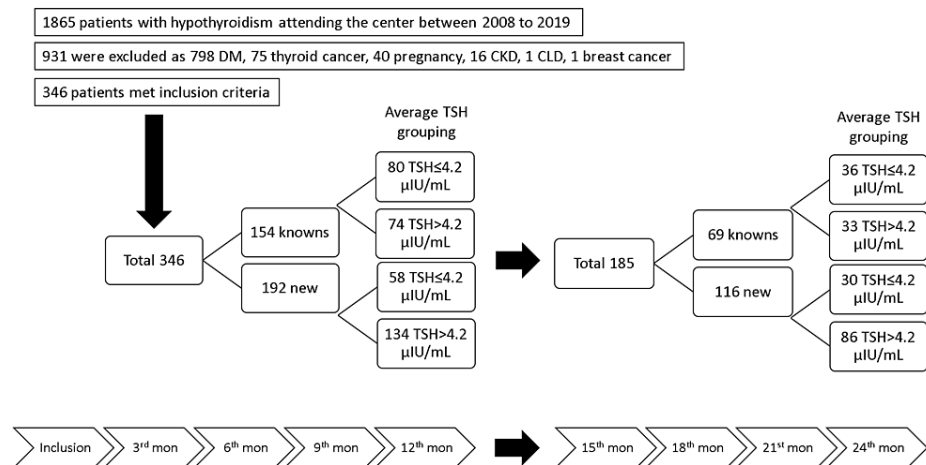 1865 patients with hypothyroidism attending the center between 2008 to 2019
931 were excluded as 798 DM, 75 thyroid cancer, 40 pregnancy, 16 CKD, 1 CLD, 1 breast cancer
346 patients met inclusion criteria
Average TSH
grouping
80 TSH≤4.2
µIU/mL
74 TSH>4.2
µIU/mL
58 TSH≤4.2
µIU/mL
134 TSH>4.2
µIU/mL
154 knowns
192 new
Total 346
Average TSH
grouping
36 TSH≤4.2
µIU/mL
33 TSH>4.2
µIU/mL
30 TSH≤4.2
µIU/mL
86 TSH>4.2
µIU/mL
69 knowns
116 new
Total 185
Inclusion
3rd mon
6th mon
9th mon
12th mon
15th mon
18th mon
21st mon
24th mon